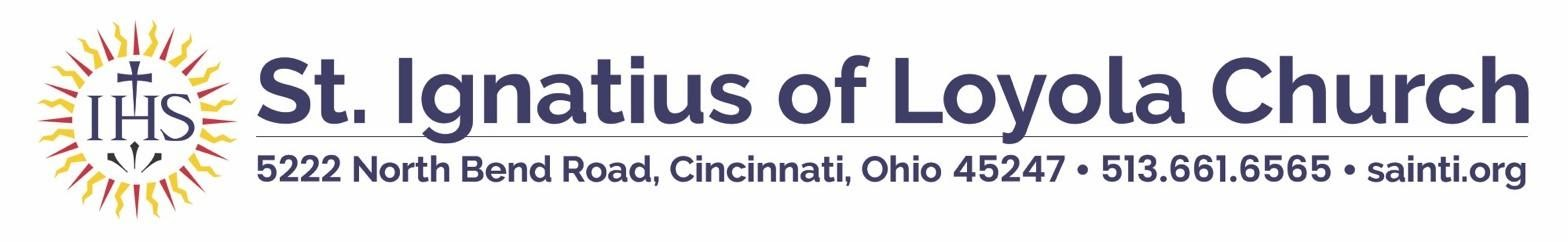 IHS
St. Ignatius of Loyola Church
5222 North Bend Road, Cincinnati, Ohio 45247 • 513.661.6565 • sainti.org